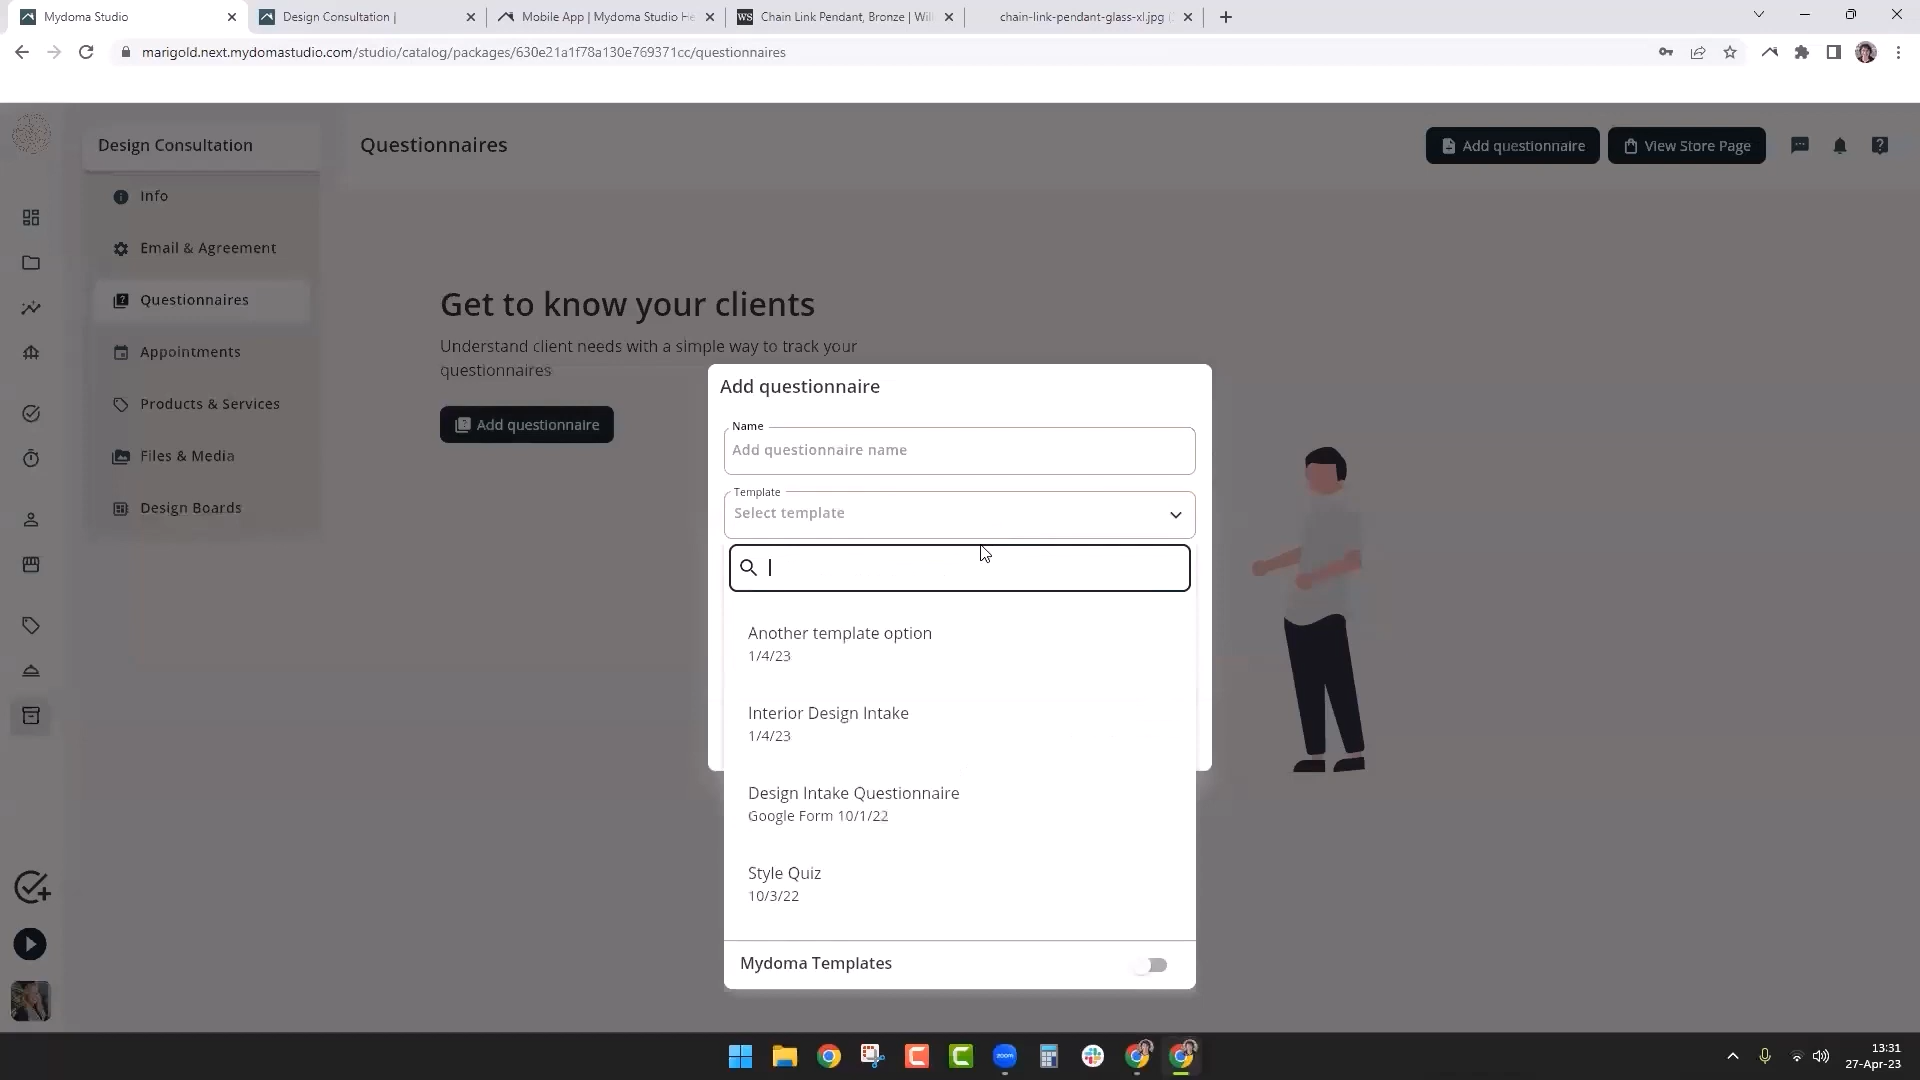 Mydoma Studio
Design Consultation |
Mobile App | Mydoma Studio He
WS
Chain Link Pendant, Bronze | Will
chain-link-pendant-glass-xl.jpg (
marigold.next.mydomastudio.com/studio/catalog/packages/630e21a1f78a130e769371cc/questionnaires
Design Consultation
Questionnaires
Add questionnaire
View Store Page
Info
Email & Agreement
Questionnaires
Appointments
Products & Services
Files & Media
Design Boards
Get to know your clients
Understand client needs with a simple way to track your
questionnaires
Add questionnaire
Add questionnaire
Name
Add questionnaire name
Template
Select template
Another template option
1/4/23
Interior Design Intake
1/4/23
Design Intake Questionnaire
Google Form 10/1/22
Style Quiz
10/3/22
Mydoma Templates
zoom
13:31
27-Apr-23